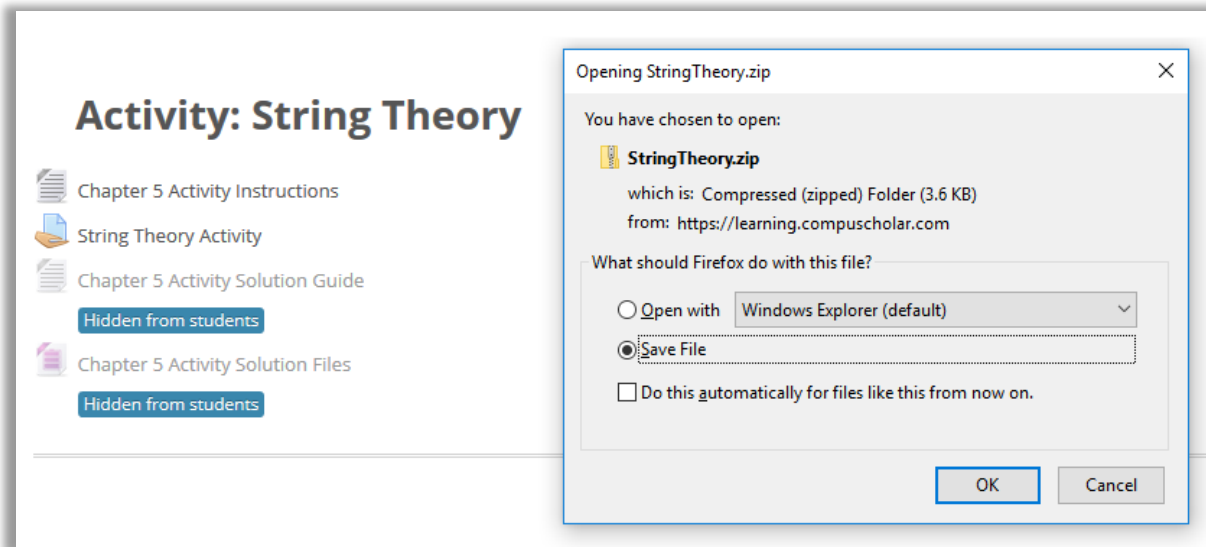 Activity: String Theory
Chapter 5 Activity Instructions
String Theory Activity
Chapter 5 Activity Solution Guide
Hidden from students
Chapter 5 Activity Solution Files
Hidden from students
Opening StringTheory.zip
You have chosen to open:
StringTheory.zip
which is: Compressed (zipped) Folder (3.6 KB)
from: https://learning.compuscholar.com
What should Firefox do with this file?
Open with Windows Explorer (default)
Save File
Do this automatically for files like this from now on.
OK Cancel